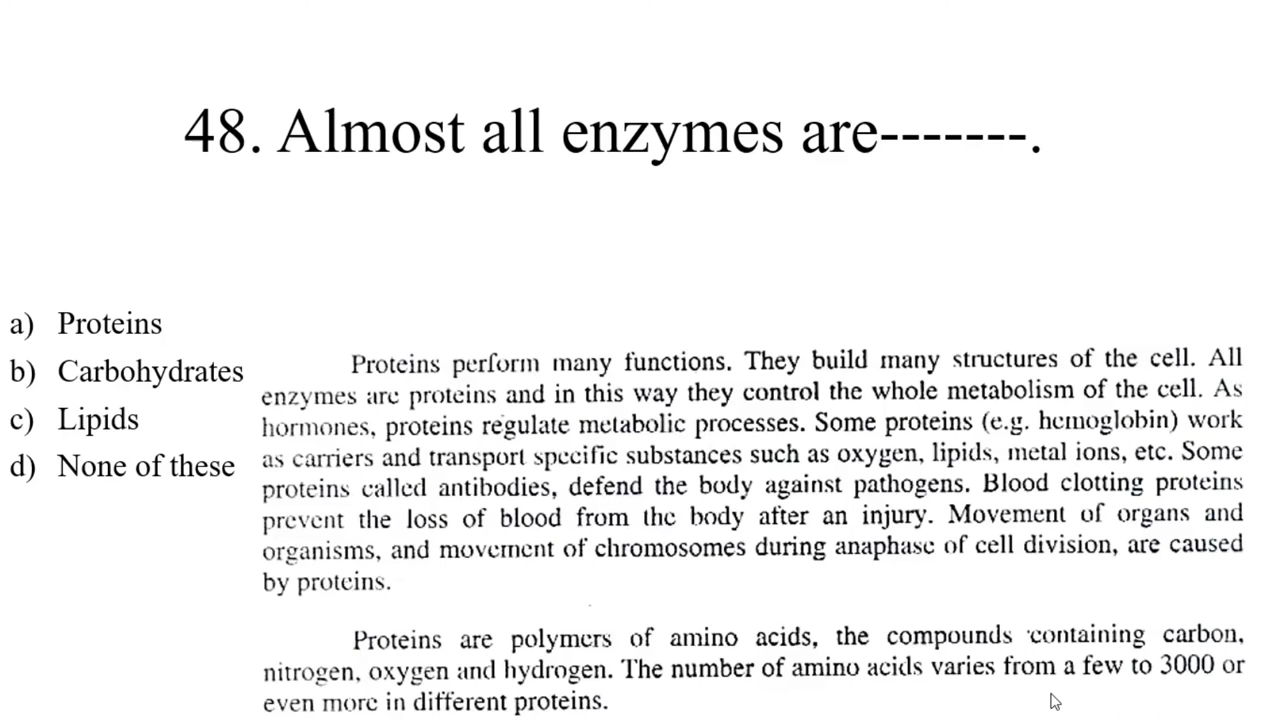 48. Almost all enzymes are-------.
a) Proteins
b) Carbohydrates
c) Lipids
d) None of these
Proteins perform many functions. They build many structures of the cell. All
enzymes are proteins and in this way they control the whole metabolism of the cell. As
hormones, proteins regulate metabolic processes. Some proteins (e.g. hemoglobin) work
as carriers and transport specific substances such as oxygen, lipids, metal ions, etc. Some
proteins called antibodies, defend the body against pathogens. Blood clotting proteins
prevent the loss of blood from the body after an injury. Movement of organs and
organisms, and movement of chromosomes during anaphase of cell division, are caused
by proteins.
Proteins are polymers of amino acids, the compounds containing carbon,
nitrogen, oxygen and hydrogen. The number of amino acids varies from a few to 3000 or
even more in different proteins.